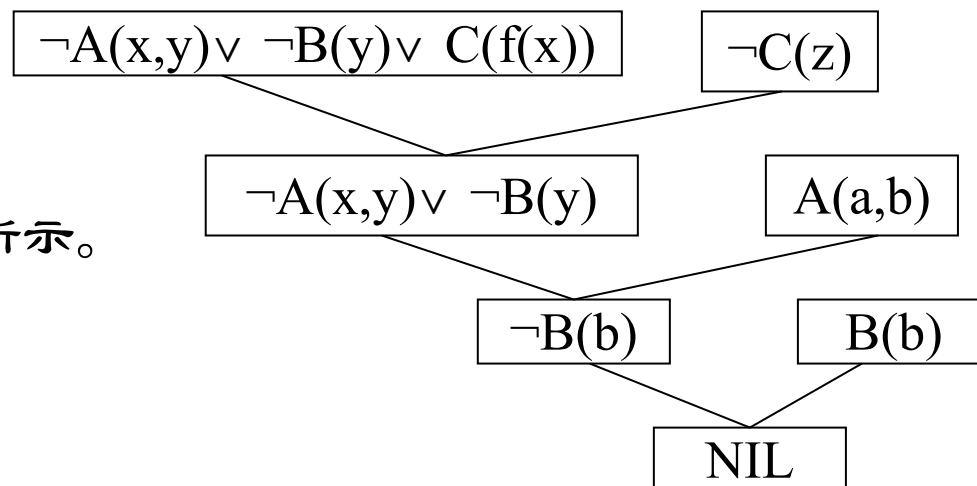 ¬A(x,y)∨ ¬B(y)∨ C(f(x))
¬C(z)
¬A(x,y)∨ ¬B(y)
A(a,b)
示。
¬B(b)
B(b)
NIL